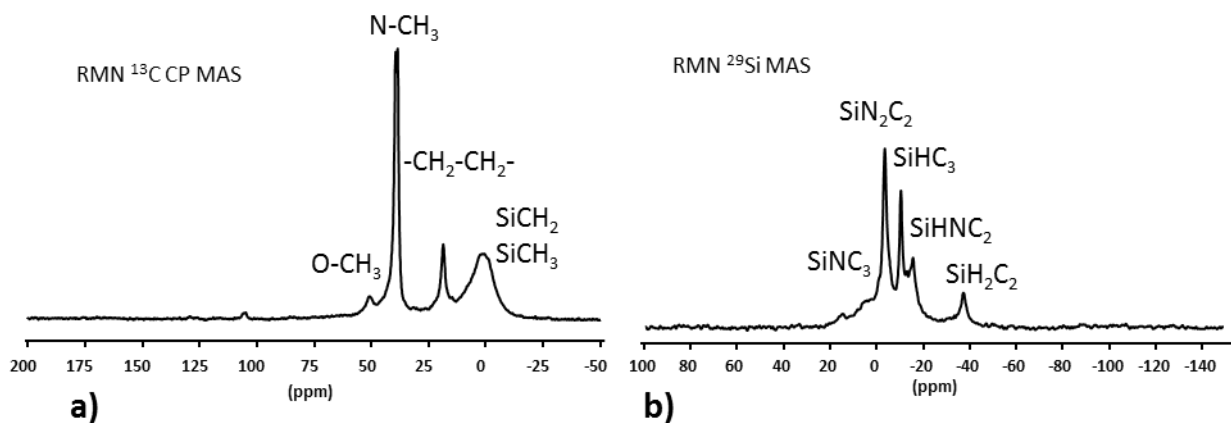 N-CH₃
RMN ¹³C CP MAS
-CH₂-CH₂-
SiCH₂
O-CH₃
SiCH₃
200 175 150 125 100 75 50 25 0 -25 -50
(ppm)
a)
RMN ²⁹Si MAS
SiN₂C₂
SiHC₃
SiHNC₂
SiNC₃
SiH₂C₂
100 80 60 40 20 0 -20 -40 -60 -80 -100 -120 -140
(ppm)
b)